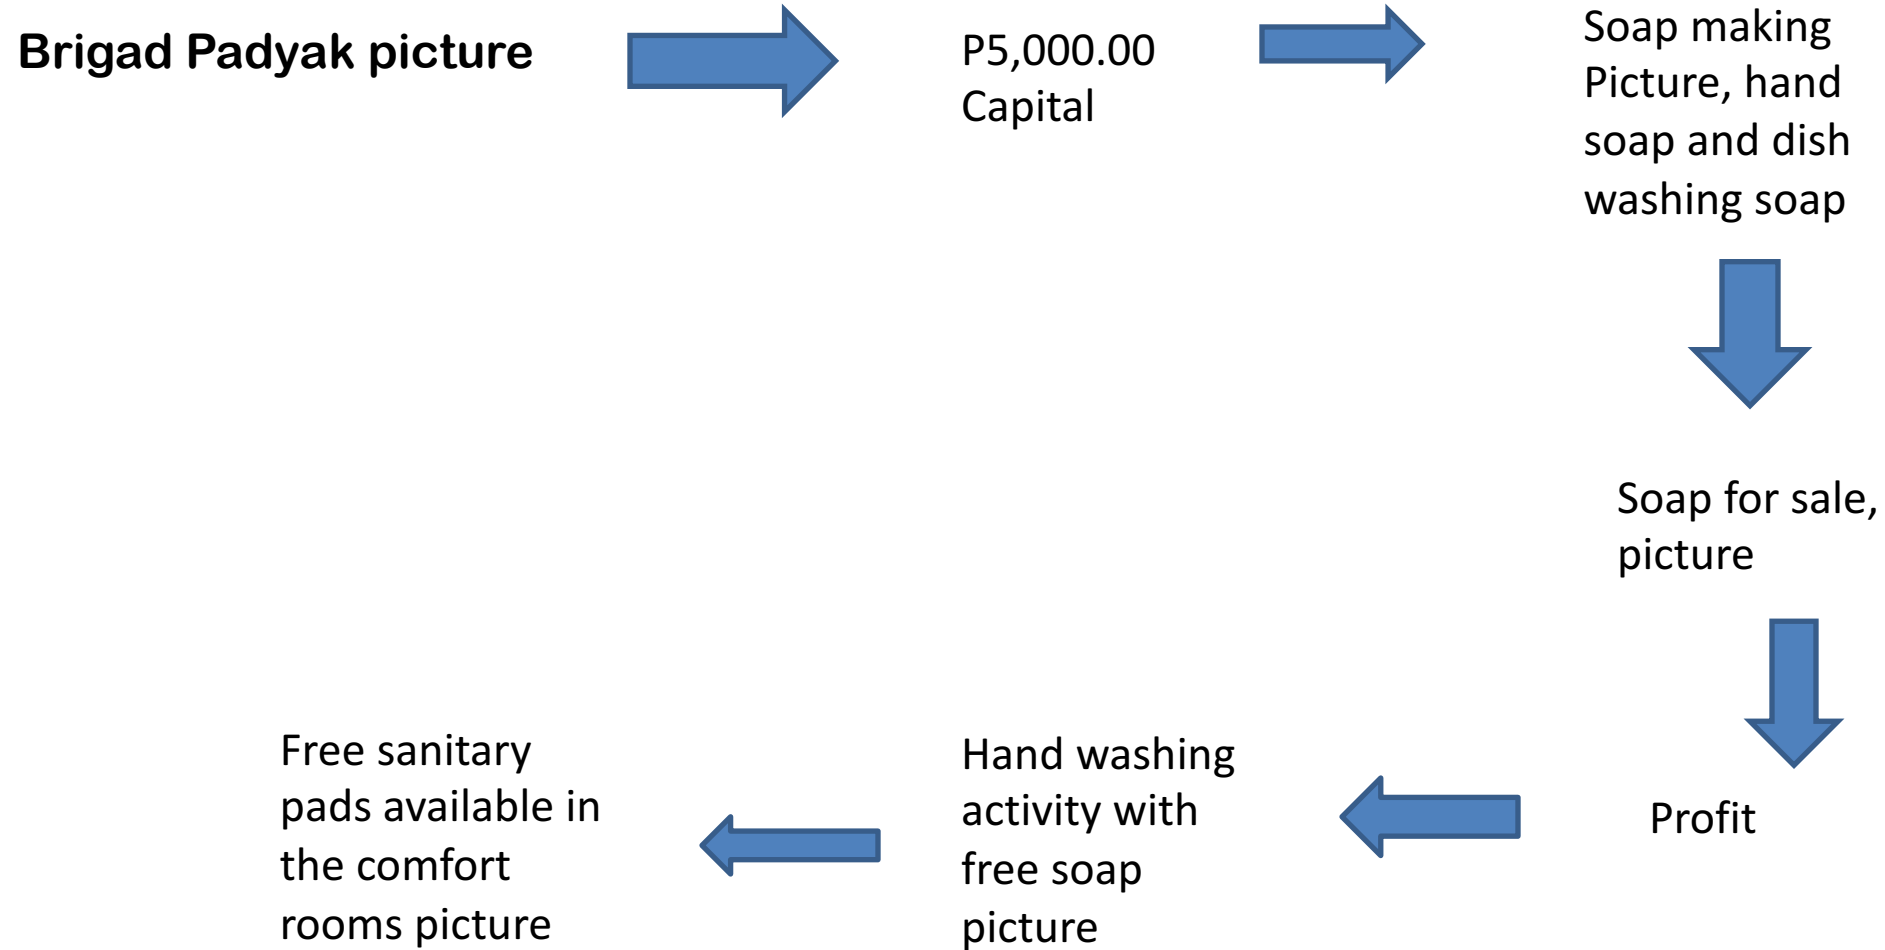 Brigad Padyak picture
P5,000.00
Capital
Soap making
Picture, hand
soap and dish
washing soap
Soap for sale,
picture
Profit
Hand washing
activity with
free soap
picture
Free sanitary
pads available in
the comfort
rooms picture